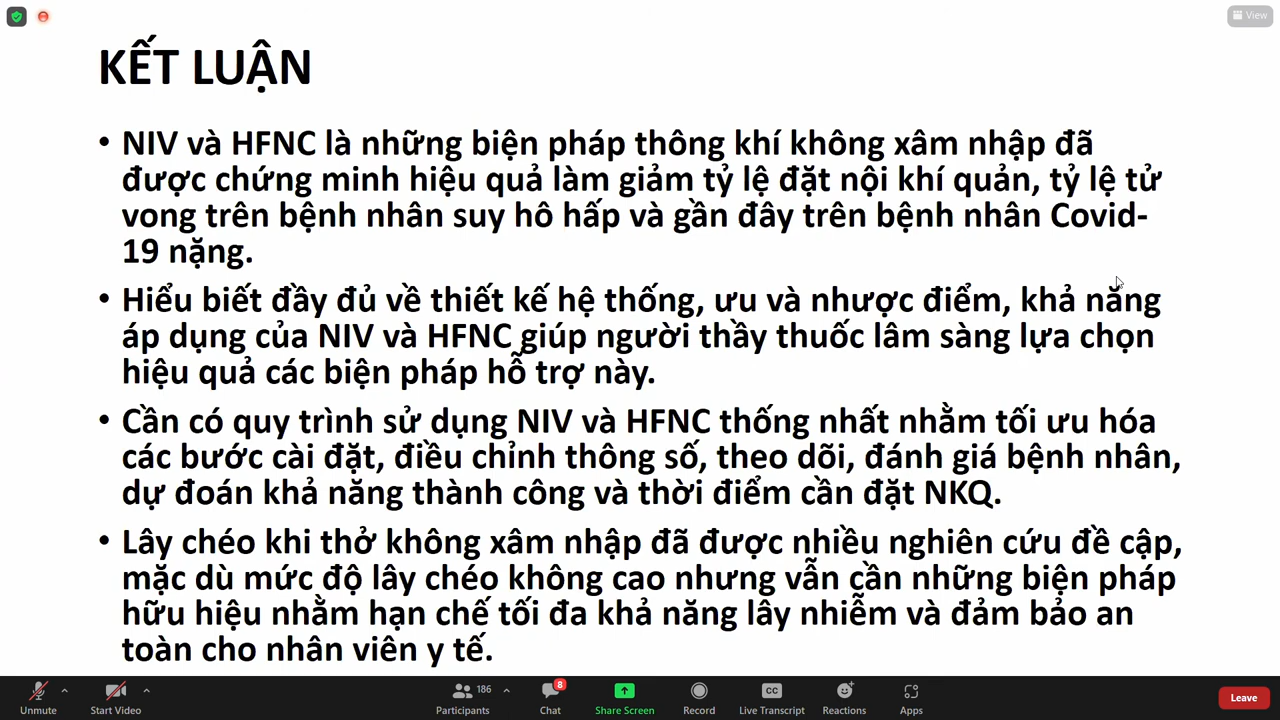 View
KẾT LUẬN
• NIV và HFNC là những biện pháp thông khí không xâm nhập đã
được chứng minh hiệu quả làm giảm tỷ lệ đặt nội khí quản, tỷ lệ tử
vong trên bệnh nhân suy hô hấp và gần đây trên bệnh nhân Covid-
19 nặng.
• Hiểu biết đầy đủ về thiết kế hệ thống, ưu và nhược điểm, khả năng
áp dụng của NIV và HFNC giúp người thầy thuốc lâm sàng lựa chọn
hiệu quả các biện pháp hỗ trợ này.
• Cần có quy trình sử dụng NIV và HFNC thống nhất nhằm tối ưu hóa
các bước cài đặt, điều chỉnh thông số, theo dõi, đánh giá bệnh nhân,
dự đoán khả năng thành công và thời điểm cần đặt NKQ.
• Lây chéo khi thở không xâm nhập đã được nhiều nghiên cứu đề cập,
mặc dù mức độ lây chéo không cao nhưng vẫn cần những biện pháp
hữu hiệu nhằm hạn chế tối đa khả năng lây nhiễm và đảm bảo an
toàn cho nhân viên y tế.
186
8
CC
Unmute
Start Video
Participants
Chat
Share Screen
Record
Live Transcript
Reactions
Apps
Leave